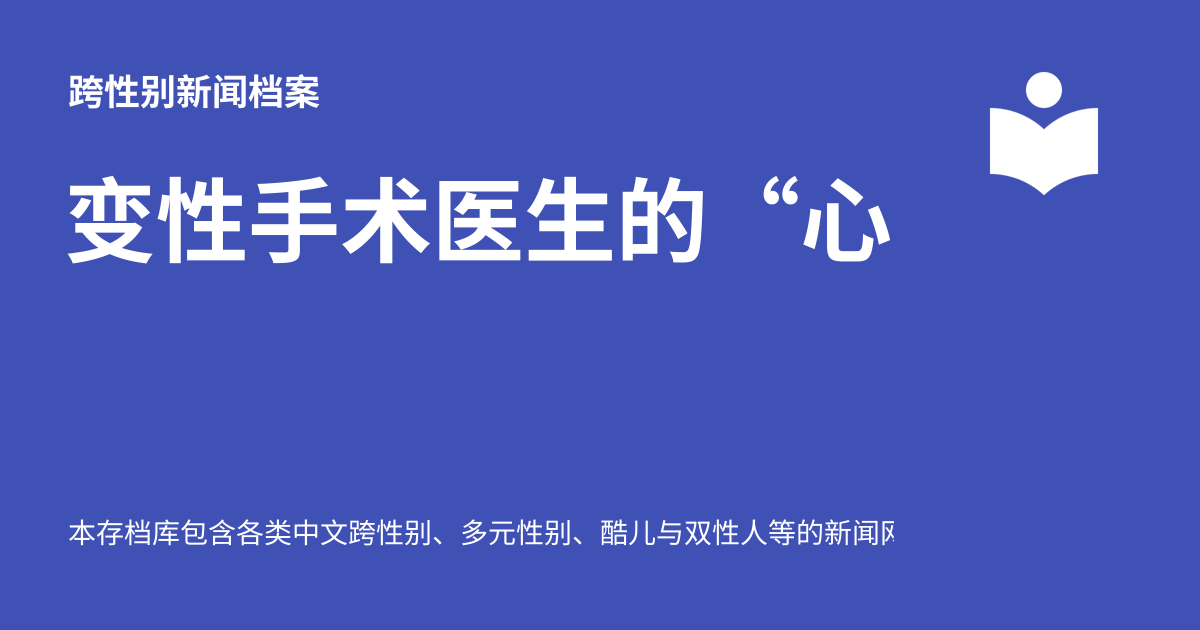 跨性别新闻档案
变性手术医生的“心
本存档库包含各类中文跨性别、多元性别、酷儿与双性人等的新闻